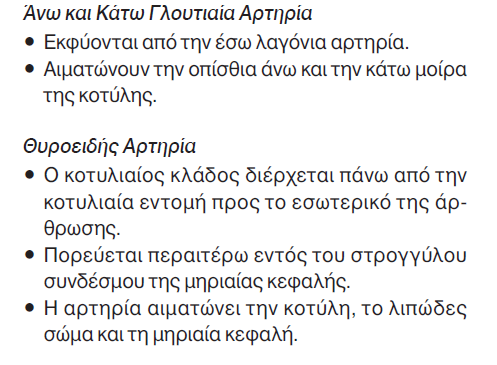 Άνω και Κάτω Γλουτιαία Αρτηρία
• Εκφύονται από την έσω λαγόνια αρτηρία.
• Αιματώνουν την οπίσθια άνω και την κάτω μοίρα
της κοτύλης.
Θυροειδής Αρτηρία
• Ο κοτυλιαίος κλάδος διέρχεται πάνω από την
κοτυλιαία εντομή προς το εσωτερικό της άρ-
θρωσης.
• Πορεύεται περαιτέρω εντός του στρογγύλου
συνδέσμου της μηριαίας κεφαλής.
• Η αρτηρία αιματώνει την κοτύλη, το λιπώδες
σώμα και τη μηριαία κεφαλή.